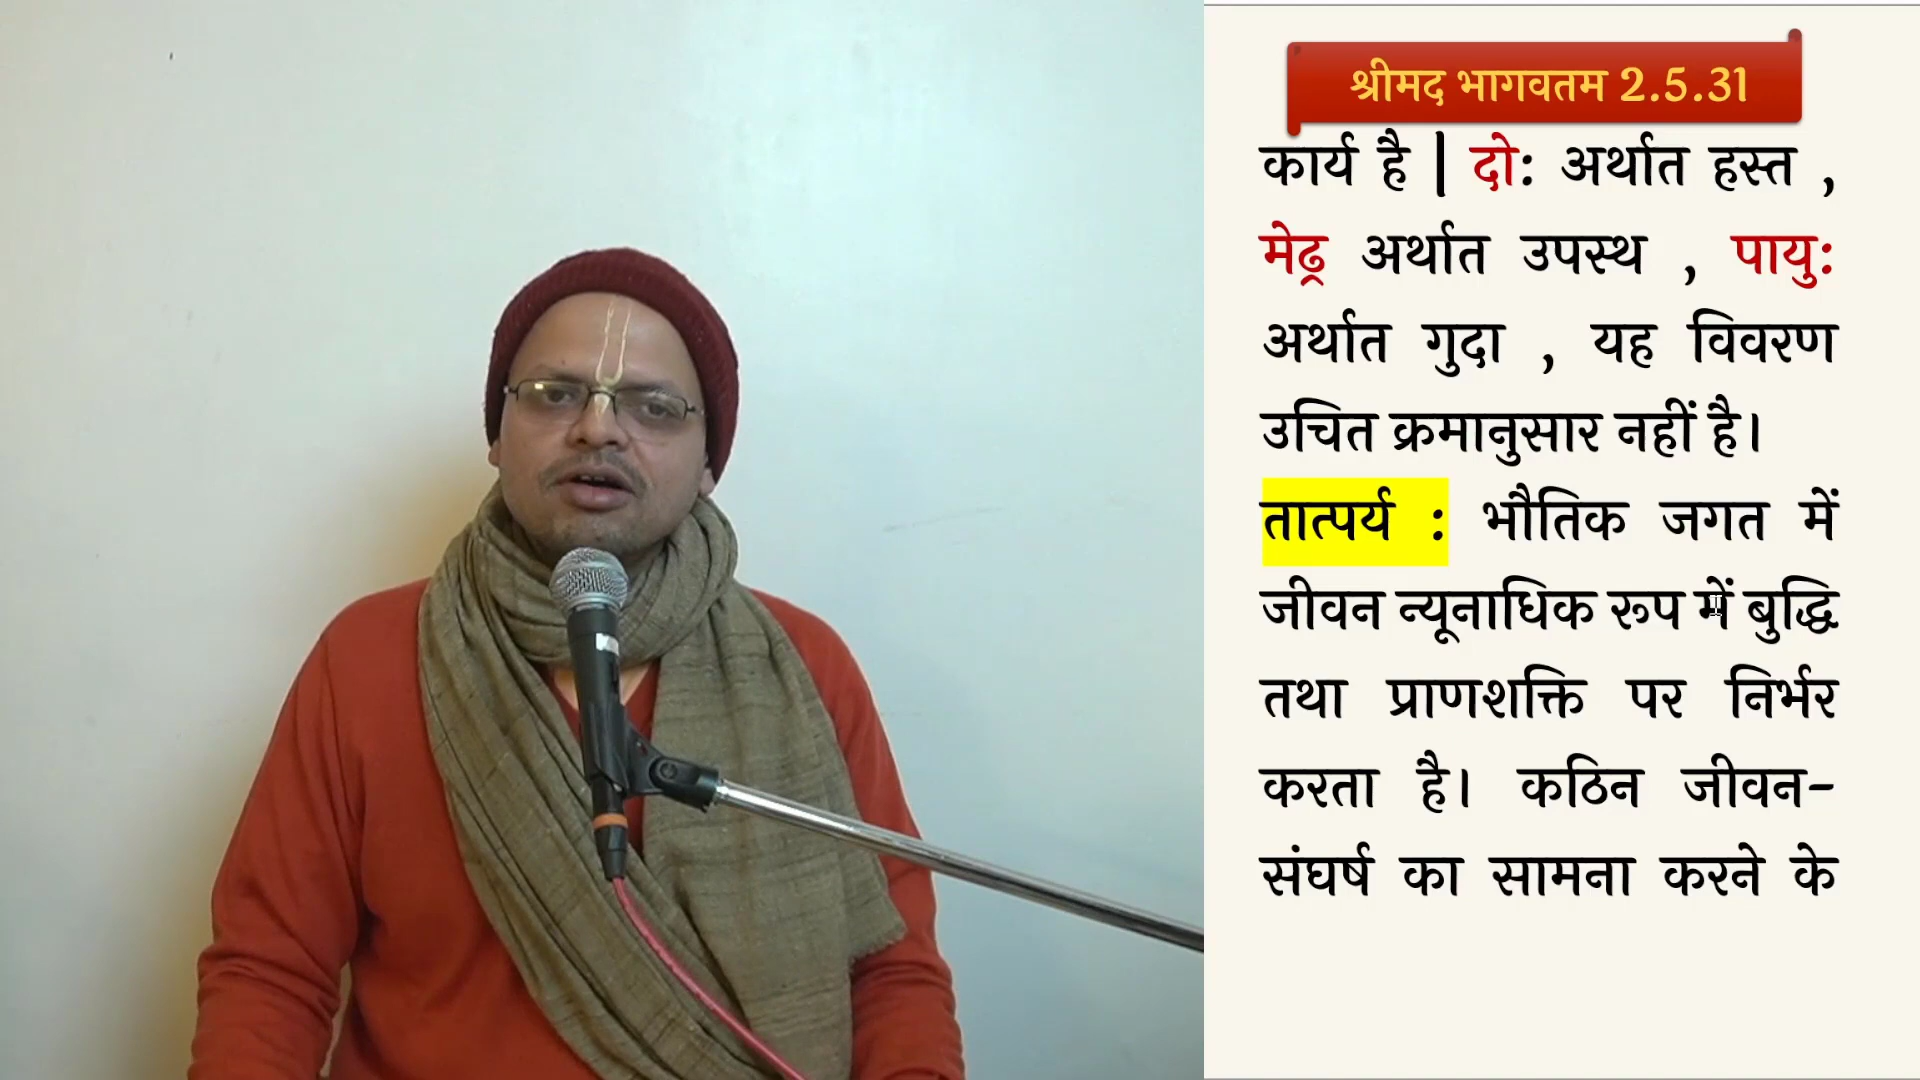 श्रीमद भागवतम 2.5.31
कार्य है | दो: अर्थात हस्त ,
मेढ्र अर्थात उपस्थ , पायु:
अर्थात गुदा , यह विवरण
उचित क्रमानुसार नहीं है।
तात्पर्य : भौतिक जगत में
जीवन न्यूनाधिक रूप में बुद्धि
तथा प्राणशक्ति पर निर्भर
करता है। कठिन जीवन-
संघर्ष का सामना करने के